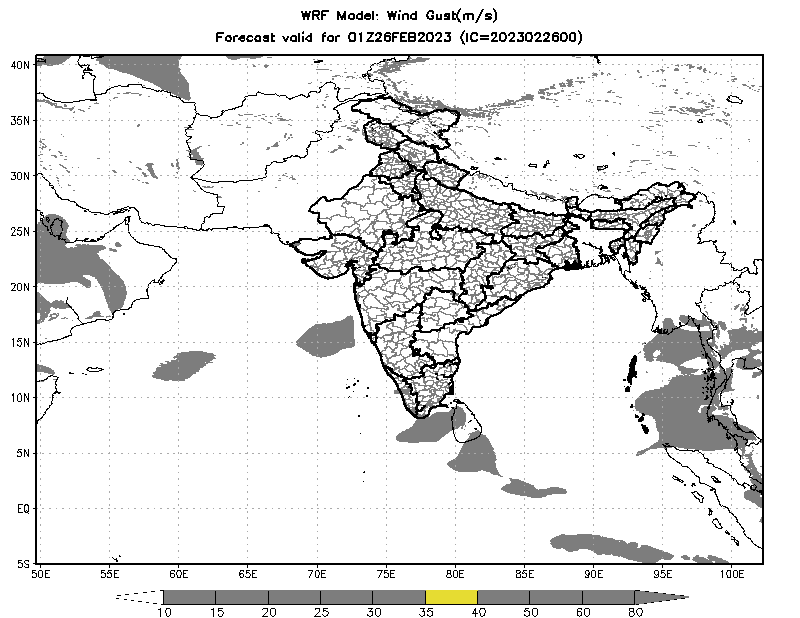 WRF Model: Wind Gust(m/s)
Forecast valid for 01Z26FEB2023 (IC=2023022600)
40N
35N
30N
25N
20N
15N
10N
5N
EQ
5S
50E 55E 60E 65E 70E 75E 80E 85E 90E 95E 100E
10 15 20 25 30 35 40 50 60 80